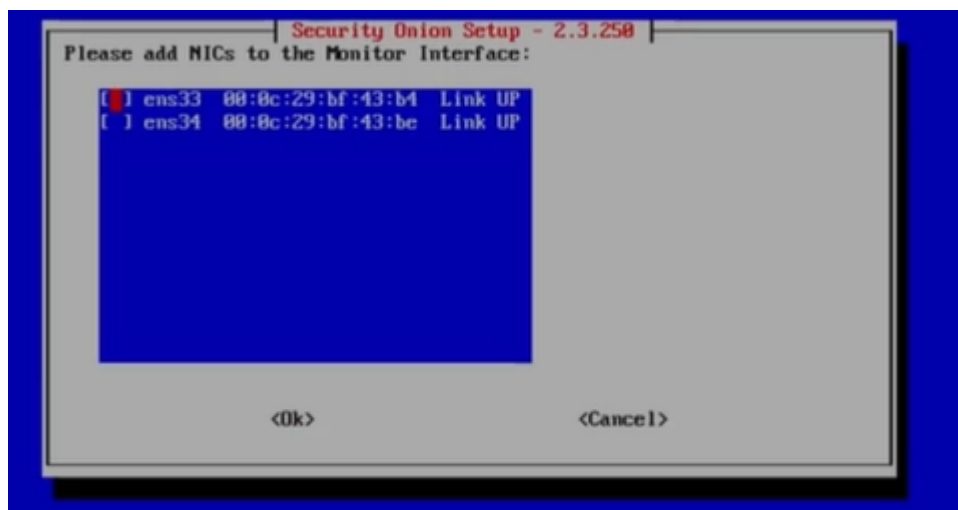 Security Onion Setup - 2.3.250
Please add NICs to the Monitor Interface:
[ ] ens33 00:0c:29:bf:43:b4 Link UP
[ ] ens34 00:0c:29:bf:43:be Link UP
<Ok> <Cancel>